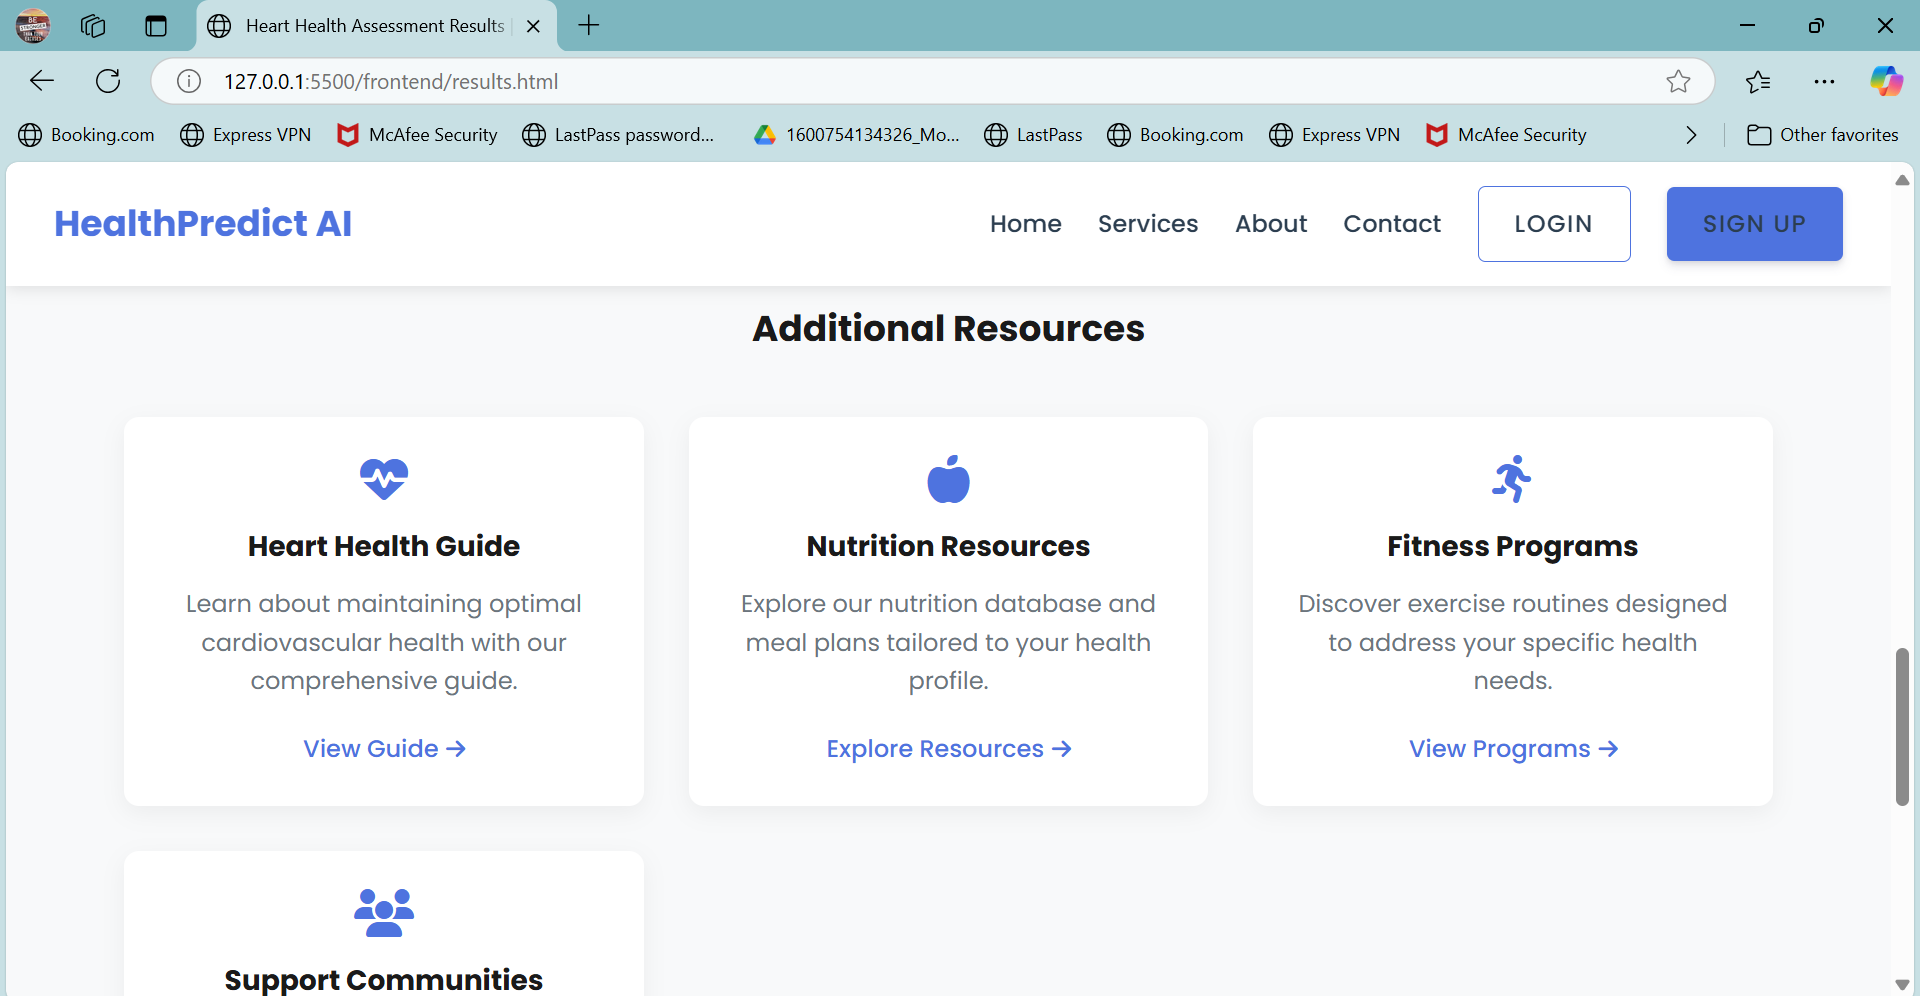 Heart Health Assessment Results
127.0.0.1:5500/frontend/results.html
Booking.com Express VPN McAfee Security LastPass password... 1600754134326_Mo... LastPass Booking.com Express VPN McAfee Security Other favorites
HealthPredict AI Home Services About Contact LOGIN SIGN UP
Additional Resources
Heart Health Guide
Learn about maintaining optimal
cardiovascular health with our
comprehensive guide.
View Guide →
Nutrition Resources
Explore our nutrition database and
meal plans tailored to your health
profile.
Explore Resources →
Fitness Programs
Discover exercise routines designed
to address your specific health
needs.
View Programs →
Support Communities